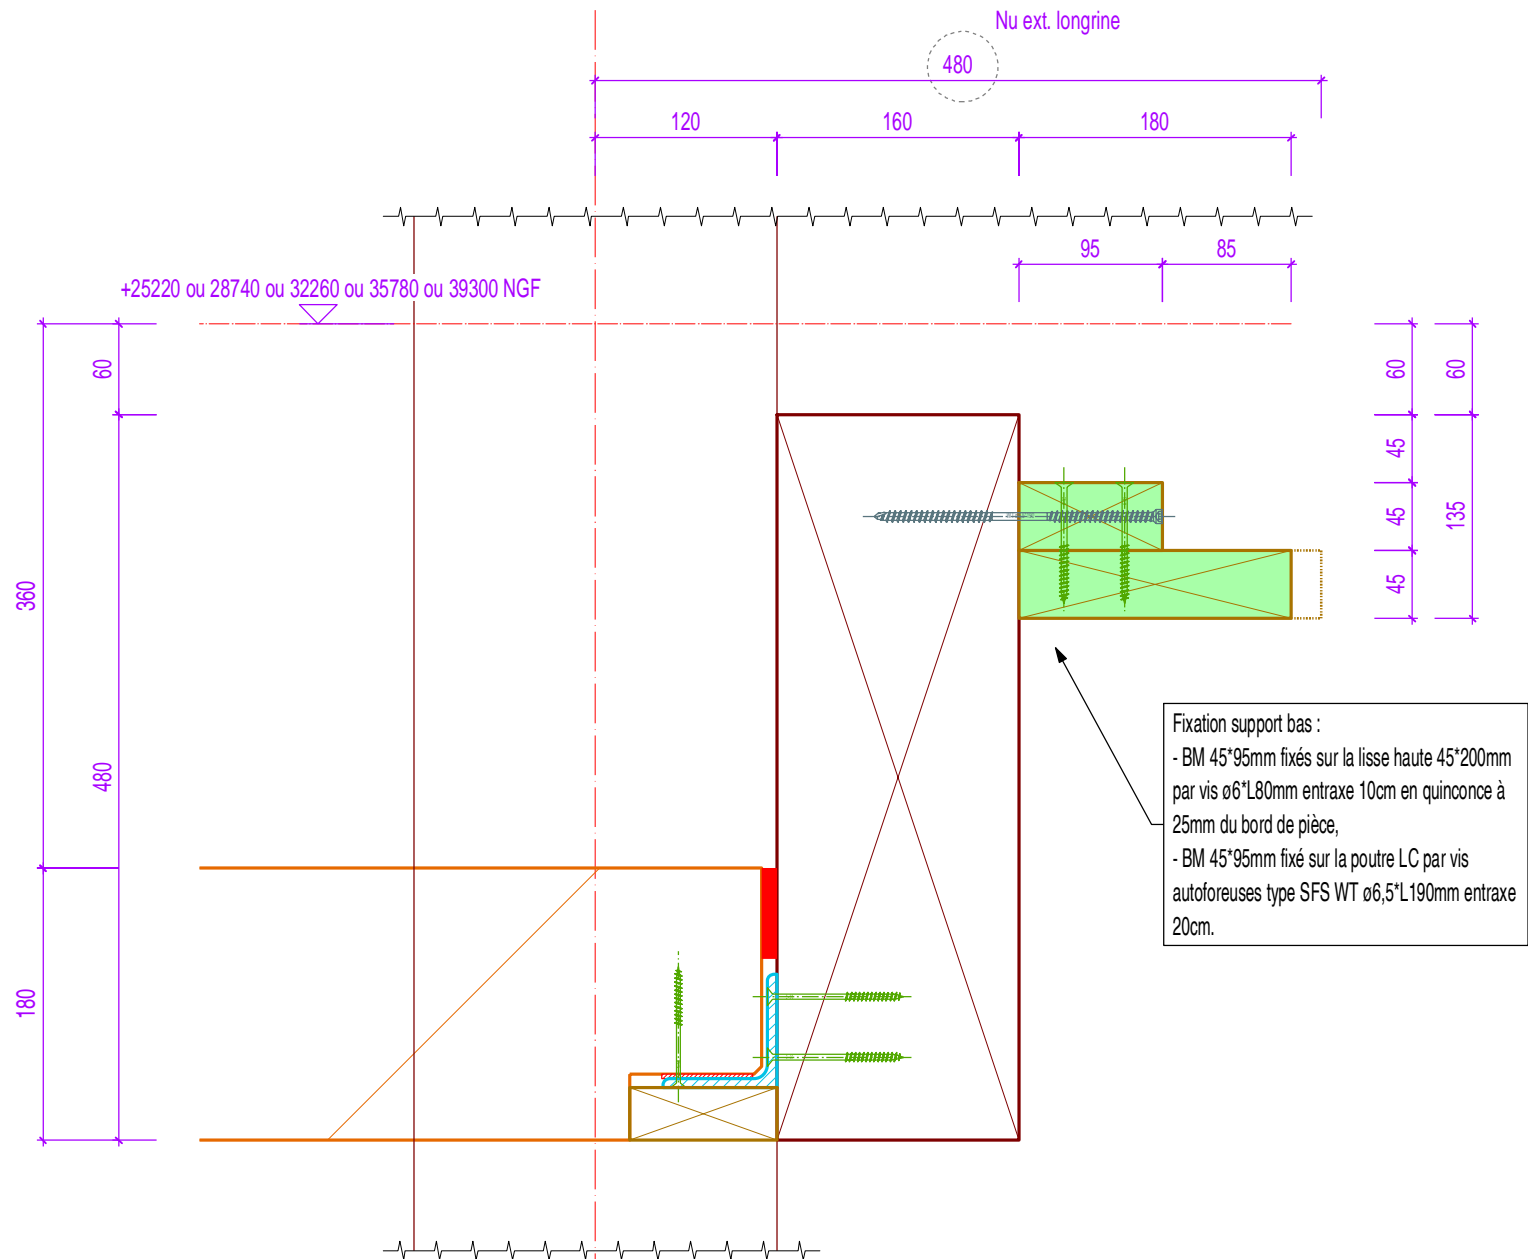 Nu ext. longrine
480
120
160
180
95
85
+25220 ou 28740 ou 32260 ou 35780 ou 39300 NGF
60
60
60
45
45
135
45
360
480
180
Fixation support bas :
- BM 45*95mm fixés sur la lisse haute 45*200mm
par vis ø6*L80mm entraxe 10cm en quinconce à
25mm du bord de pièce,
- BM 45*95mm fixé sur la poutre LC par vis
autoforeuses type SFS WT ø6,5*L190mm entraxe
20cm.